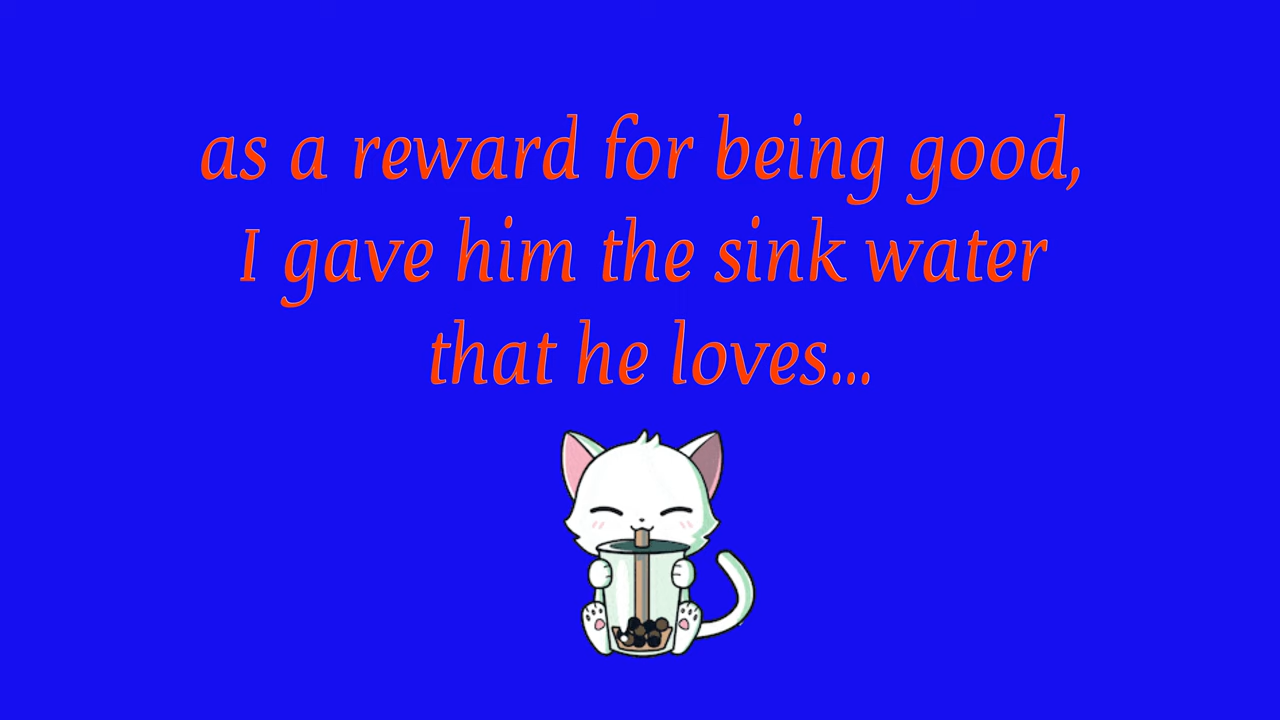 as a reward for being good,
I gave him the sink water
that he loves...